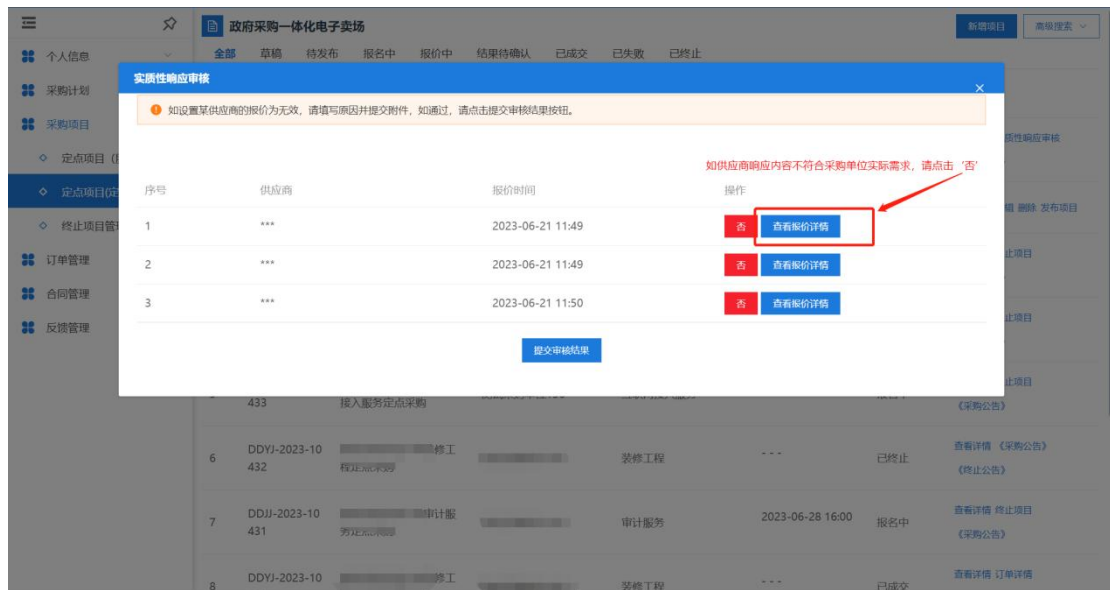 政府采购一体化电子卖场
新增项目
高级搜索
个人信息
全部 草稿 待发布 报名中 报价中 结果待确认 已成交 已失败 已终止
采购计划
实质性响应审核
如设置某供应商的报价为无效，请填写原因并提交附件，如通过，请点击提交审核结果按钮。
采购项目
质性响应审核
定点项目
如供应商响应内容不符合采购单位实际需求，请点击‘否’
定点项目(定
序号 供应商 报价时间 操作
辑 删除 发布项目
终止项目管
1 *** 2023-06-21 11:49 否 查看报价详情
订单管理
止项目
2 *** 2023-06-21 11:49 否 查看报价详情
合同管理
3 *** 2023-06-21 11:50 否 查看报价详情
止项目
反馈管理
提交审核结果
止项目
433 接入服务定点采购
《采购公告》
DDYJ-2023-10 修工
查看详情 《采购公告》
6 装修工程 - - - 已终止
432 程定点采购
《终止公告》
DDJJ-2023-10 审计服
查看详情 终止项目
7 审计服务 2023-06-28 16:00 报名中
431 务定点采购
《采购公告》
DDYJ-2023-10 修工
查看详情 订单详情
8 装修工程 - - - 已成交